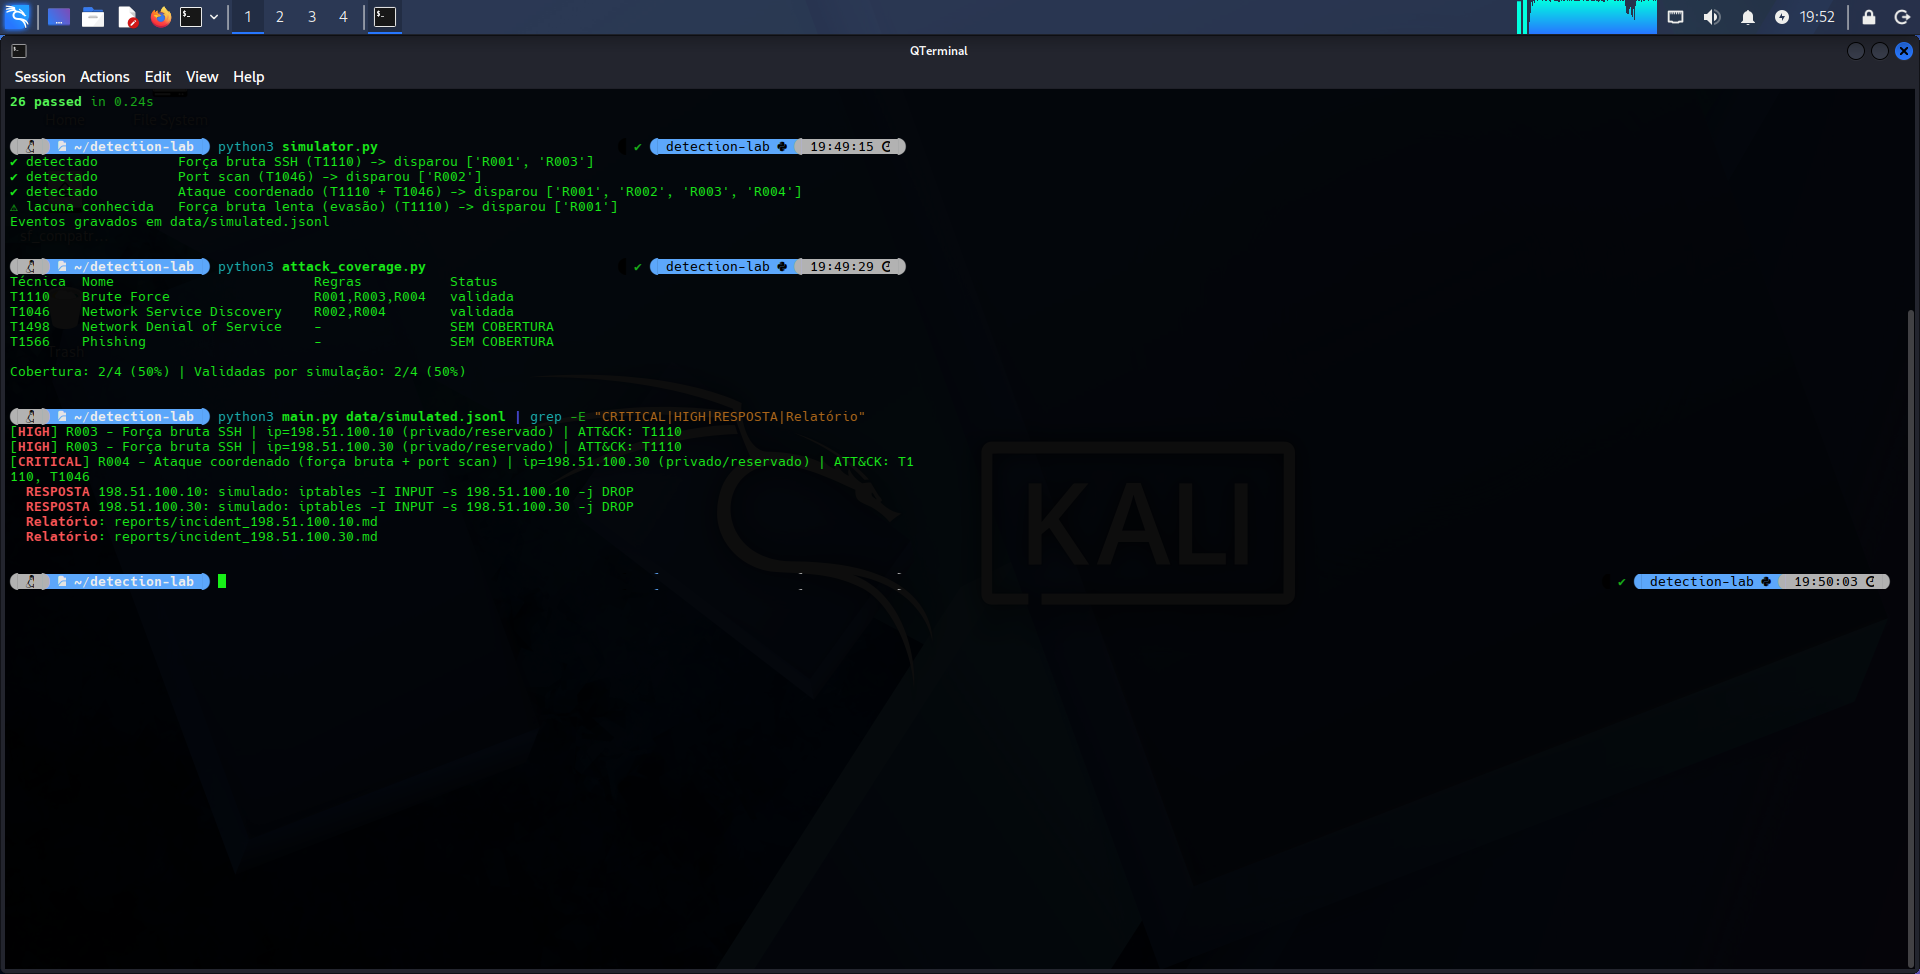 1 2 3 4 19:52
QTerminal
Session Actions Edit View Help
26 passed in 0.24s
Home File System
~/detection-lab python3 simulator.py ✔ detection-lab 19:49:15
✔ detectado Força bruta SSH (T1110) -> disparou ['R001', 'R003']
✔ detectado Port scan (T1046) -> disparou ['R002']
✔ detectado Ataque coordenado (T1110 + T1046) -> disparou ['R001', 'R002', 'R003', 'R004']
⚠ lacuna conhecida Força bruta lenta (evasão) (T1110) -> disparou ['R001']
Eventos gravados em data/simulated.jsonl
~/detection-lab python3 attack_coverage.py ✔ detection-lab 19:49:29
Técnica Nome Regras Status
T1110 Brute Force R001,R003,R004 validada
T1046 Network Service Discovery R002,R004 validada
T1498 Network Denial of Service - SEM COBERTURA
T1566 Phishing - SEM COBERTURA
Trash
Cobertura: 2/4 (50%) | Validadas por simulação: 2/4 (50%)
~/detection-lab python3 main.py data/simulated.jsonl | grep -E "CRITICAL|HIGH|RESPOSTA|Relatório"
[HIGH] R003 - Força bruta SSH | ip=198.51.100.10 (privado/reservado) | ATT&CK: T1110
[HIGH] R003 - Força bruta SSH | ip=198.51.100.30 (privado/reservado) | ATT&CK: T1110
[CRITICAL] R004 - Ataque coordenado (força bruta + port scan) | ip=198.51.100.30 (privado/reservado) | ATT&CK: T1
110, T1046
RESPOSTA 198.51.100.10: simulado: iptables -I INPUT -s 198.51.100.10 -j DROP
RESPOSTA 198.51.100.30: simulado: iptables -I INPUT -s 198.51.100.30 -j DROP
Relatório: reports/incident_198.51.100.10.md
Relatório: reports/incident_198.51.100.30.md
KALI
~/detection-lab ✔ detection-lab 19:50:03